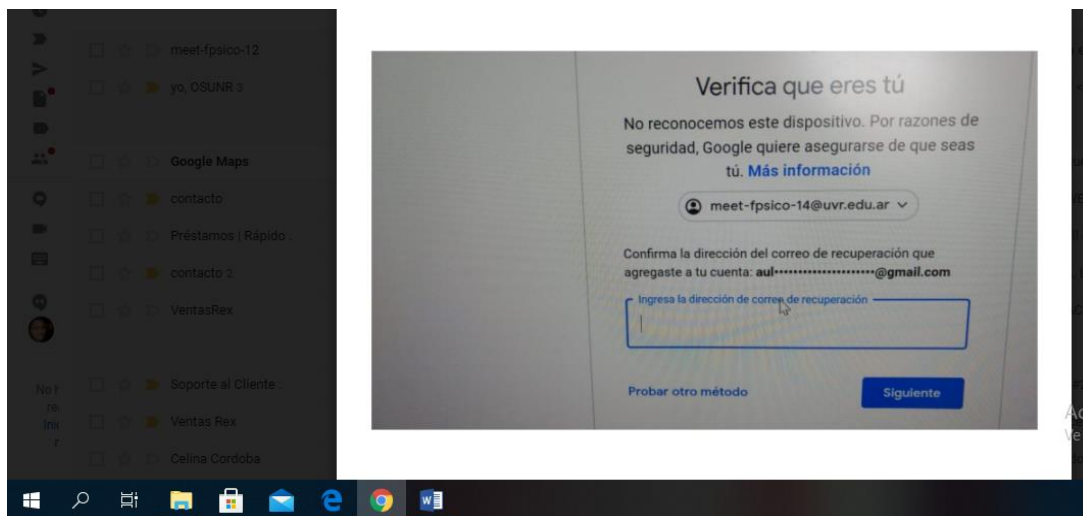 meet-fpsico-12
yo, OSUNR 3
Google Maps
contacto
Préstamos | Rápido .
contacto 2
VentasRex
Soporte al Cliente ..
Ventas Rex
Celina Cordoba
Verifica que eres tú
No reconocemos este dispositivo. Por razones de
seguridad, Google quiere asegurarse de que seas
tú. Más información
meet-fpsico-14@uvr.edu.ar
Confirma la dirección del correo de recuperación que
agregaste a tu cuenta: aul••••••••••••••••••••••@gmail.com
Ingresa la dirección de correo de recuperación
Probar otro método
Siguiente